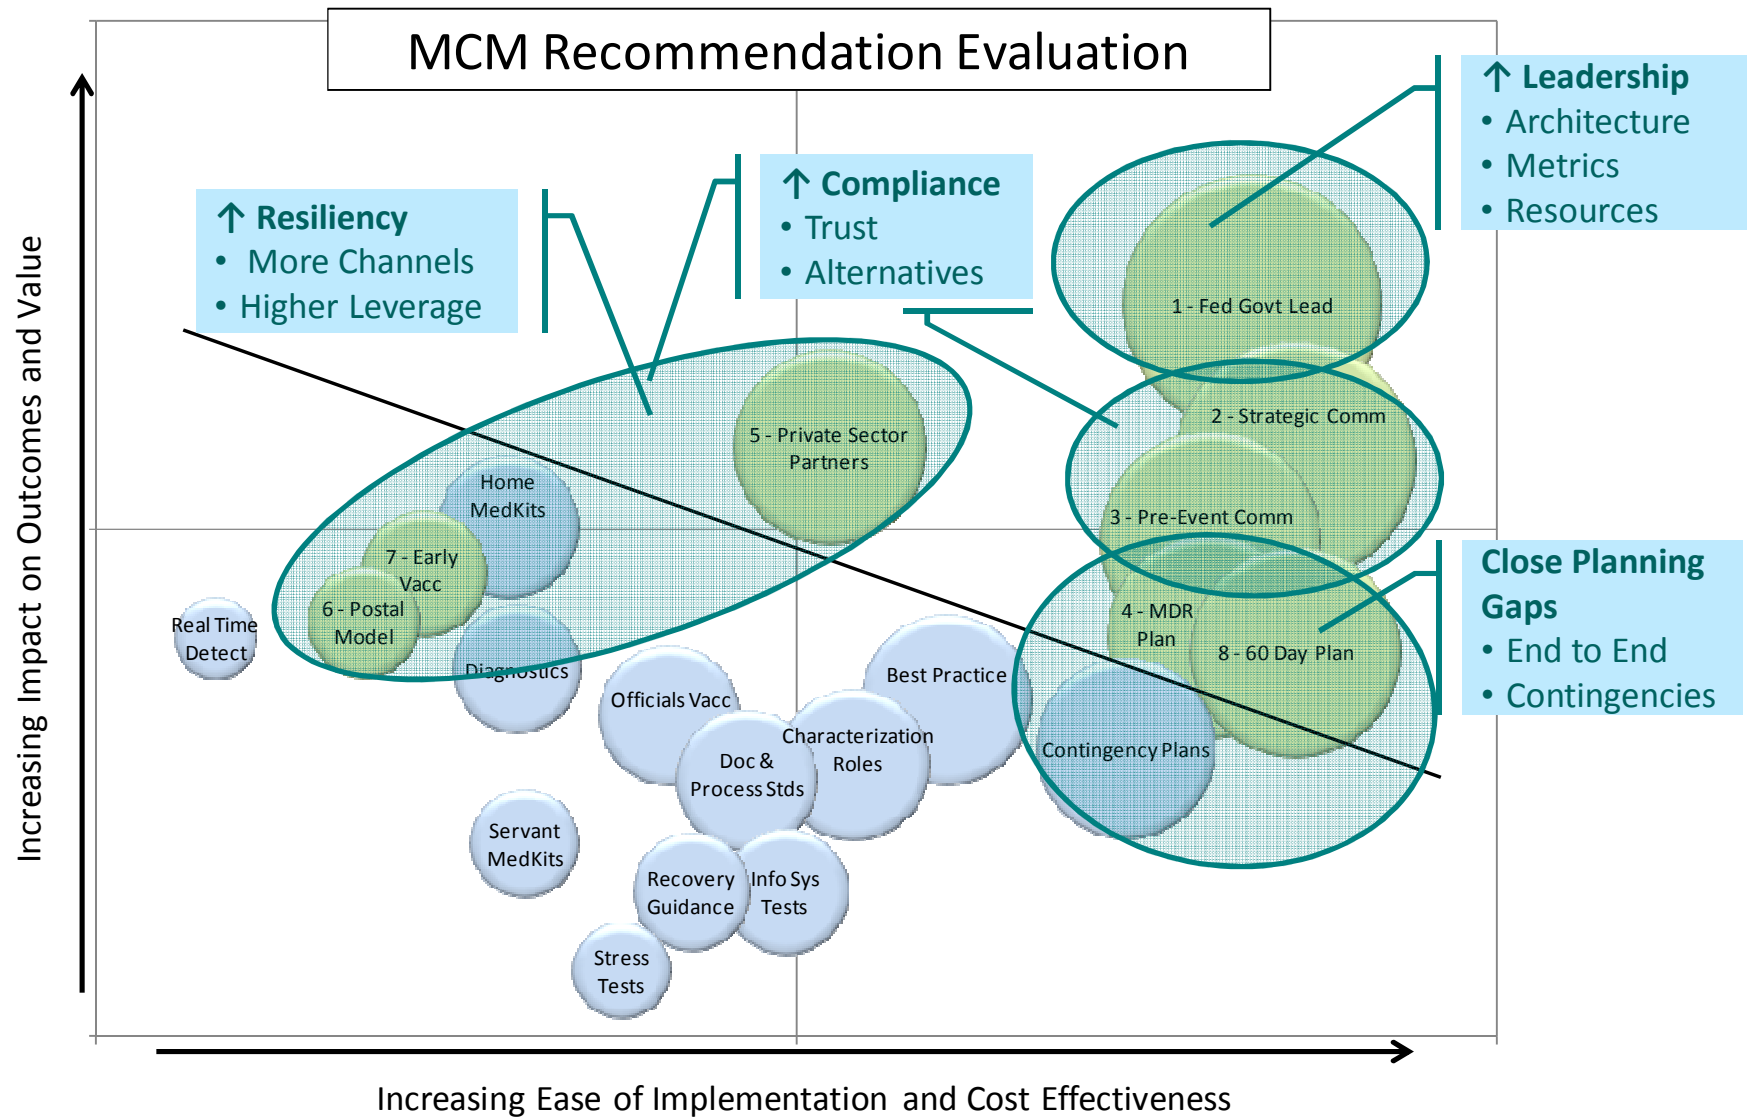 MCM Recommendation Evaluation
↑ Leadership
• Architecture
• Metrics
• Resources
↑ Compliance
• Trust
• Alternatives
↑ Resiliency
• More Channels
• Higher Leverage
1 - Fed Govt Lead
2 - Strategic Comm
5 - Private Sector
Partners
Home
MedKits
3 - Pre-Event Comm
7 - Early
Vacc
6 - Postal
Model
Close Planning
Gaps
• End to End
• Contingencies
4 - MDR
Plan
8 - 60 Day Plan
Real Time
Detect
Diagnostics
Best Practice
Officials Vacc
Characterization
Roles
Doc &
Process Stds
Contingency Plans
Servant
MedKits
Recovery
Guidance
Info Sys
Tests
Stress
Tests
Increasing Impact on Outcomes and Value
Increasing Ease of Implementation and Cost Effectiveness